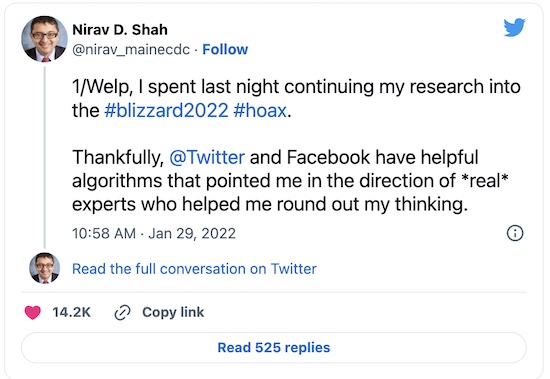 Nirav D. Shah
@nirav_mainecdc · Follow
1/Welp, I spent last night continuing my research into
the #blizzard2022 #hoax.
Thankfully, @Twitter and Facebook have helpful
algorithms that pointed me in the direction of *real*
experts who helped me round out my thinking.
10:58 AM · Jan 29, 2022
Read the full conversation on Twitter
14.2K Copy link
Read 525 replies